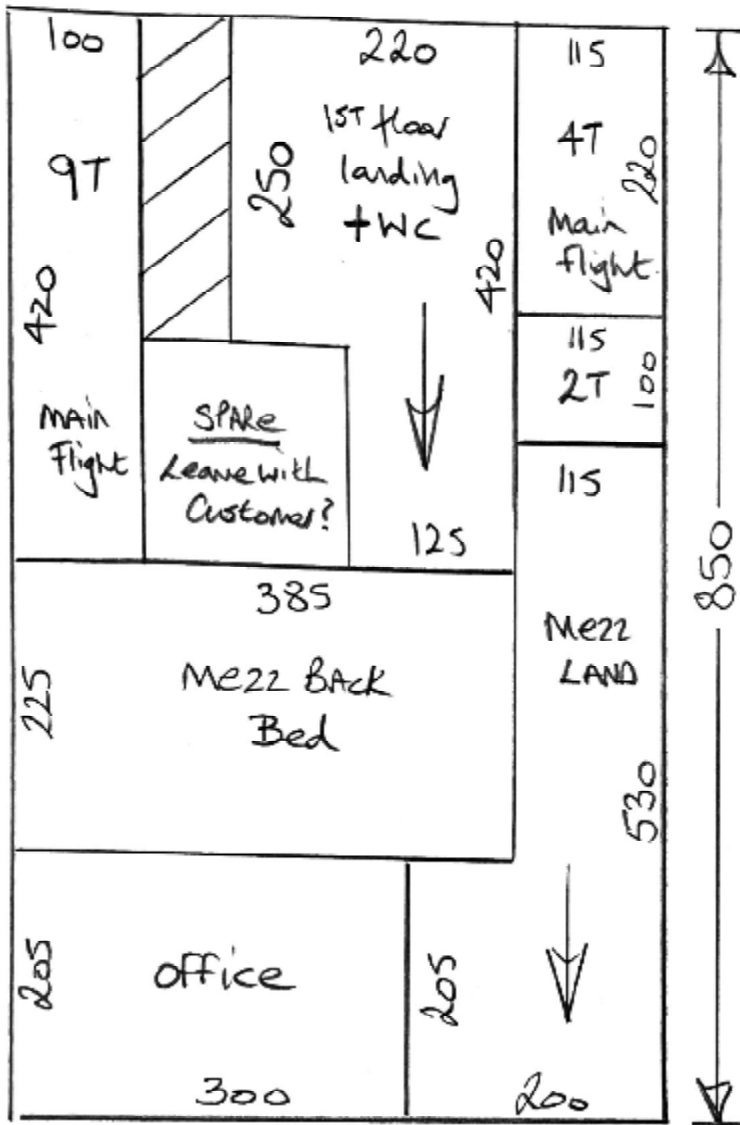 100
9T
420
MAIN
Flight
250
220
1ST floor
landing
+ WC
420
125
SPARe
Leave with
Customer?
115
4T
220
Main
flight
115
2T
100
115
Mezz
LAND
530
385
225
Mezz BAck
Bed
205
office
300
205
200
850